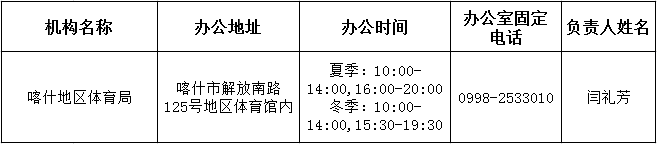 机构名称
办公地址
办公时间
办公室固定
电话
负责人姓名
喀什地区体育局
喀什市解放南路
125号地区体育馆内
夏季：10:00-
14:00,16:00-20:00
冬季：10:00-
14:00,15:30-19:30
0998-2533010
闫礼芳